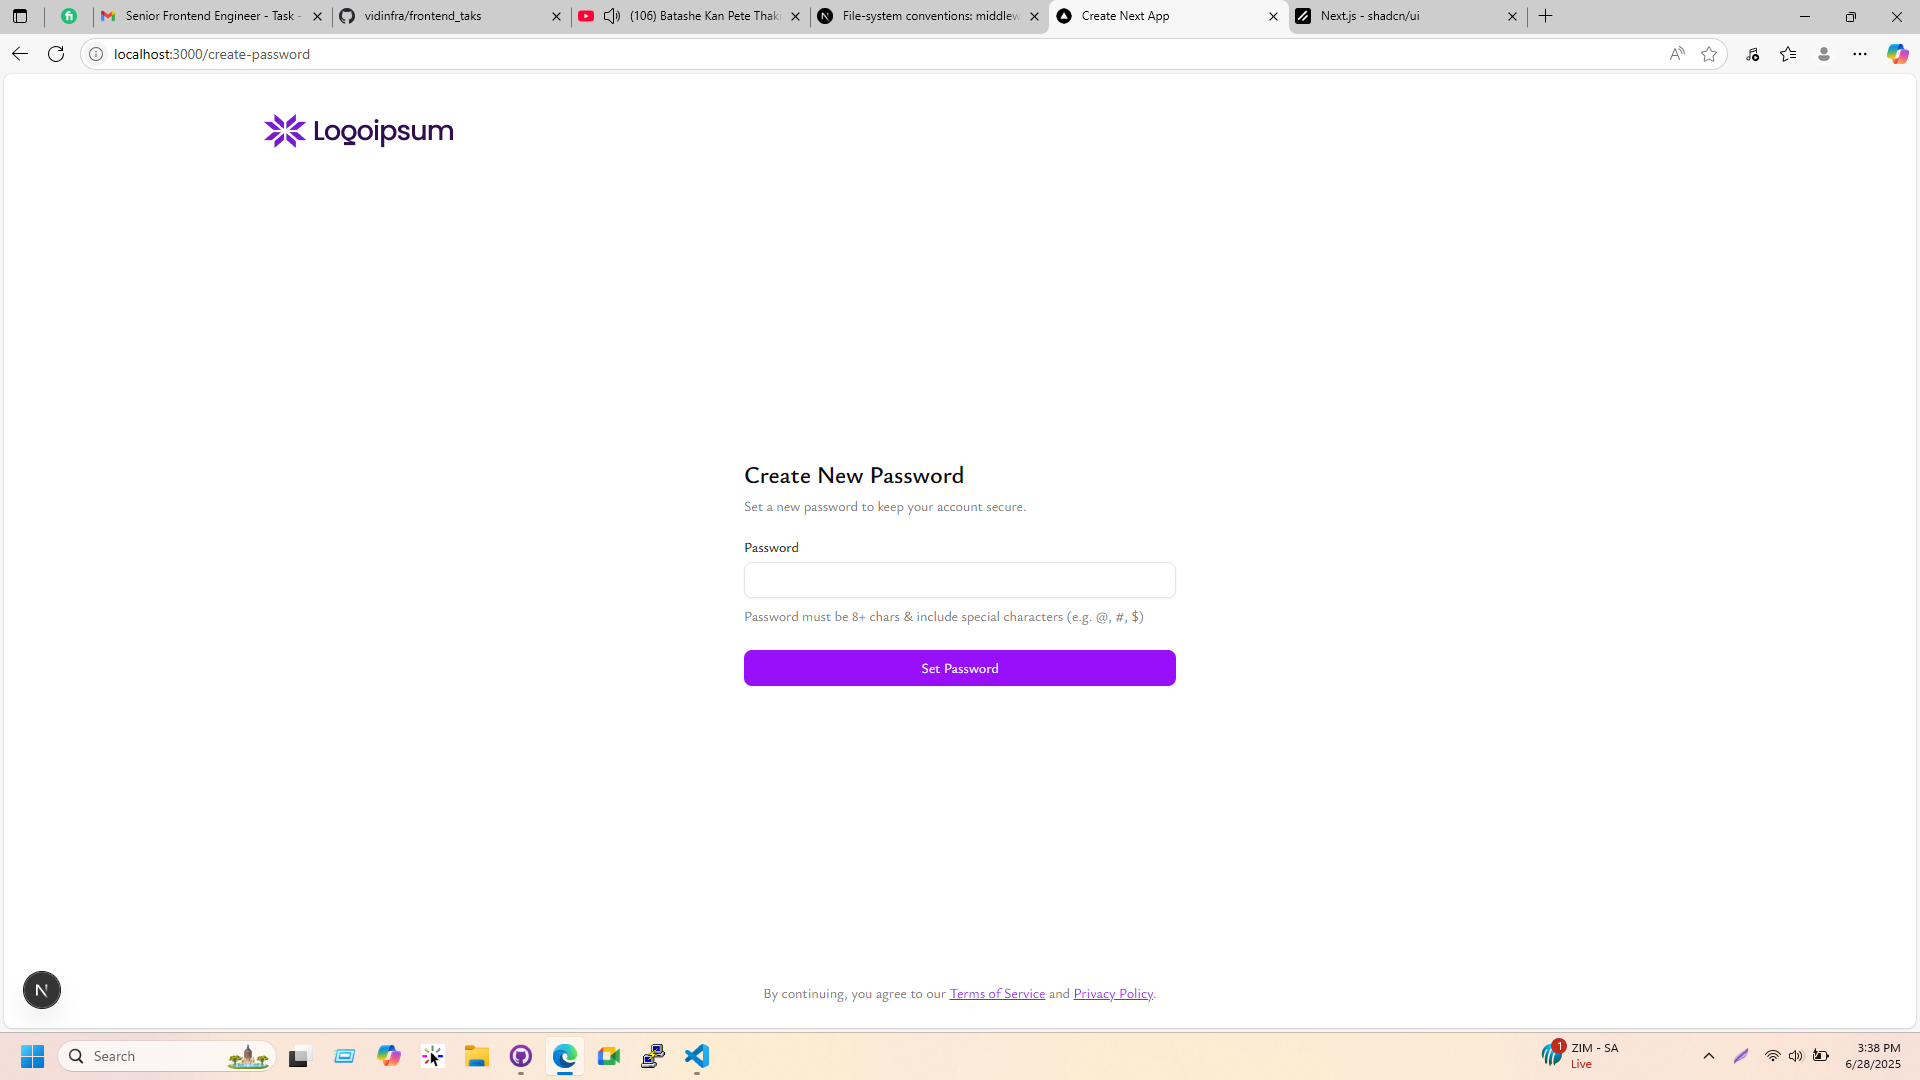 Senior Frontend Engineer - Task -
vidinfra/frontend_taks
(106) Batashe Kan Pete Thaki
File-system conventions: middlew
Create Next App
Next.js - shadcn/ui
localhost:3000/create-password
Logoipsum
Create New Password
Set a new password to keep your account secure.
Password
Password must be 8+ chars & include special characters (e.g. @, #, $)
Set Password
By continuing, you agree to our Terms of Service and Privacy Policy.
N
Search
1
ZIM - SA
Live
3:38 PM
6/28/2025